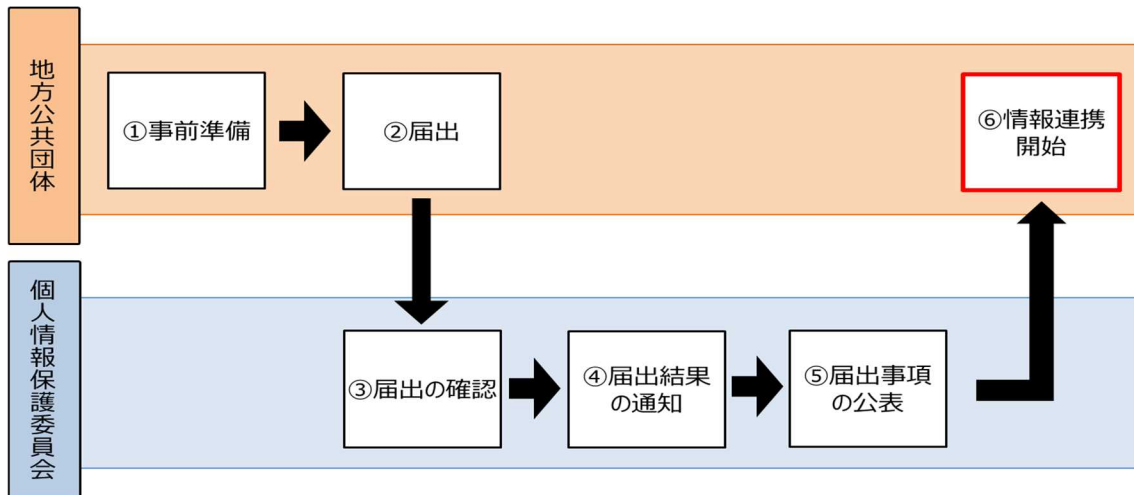 地方公共団体
①事前準備
②届出
⑥情報連携
開始
個人情報保護委員会
③届出の確認
④届出結果
の通知
⑤届出事項
の公表